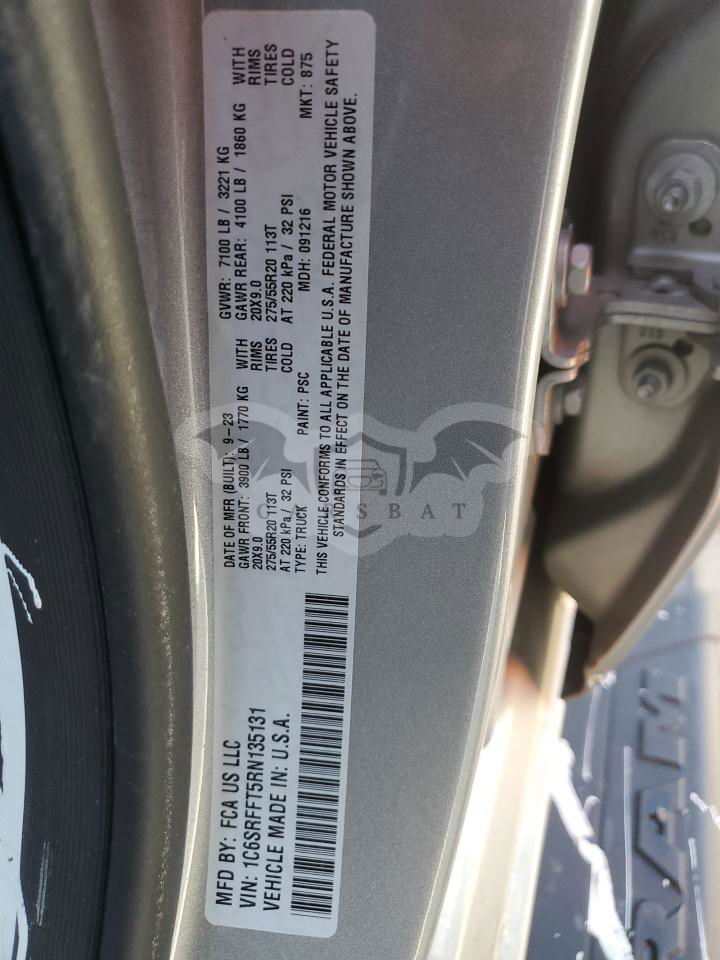 MFD BY: FCA US LLC
VIN: 1C6SRFFT5RN135131
VEHICLE MADE IN: U.S.A.
DATE OF MFR (BUILT): 9-23 GVWR: 7100 LB / 3221 KG
GAWR FRONT: 3900 LB / 1770 KG WITH GAWR REAR: 4100 LB / 1860 KG WITH
20X9.0 RIMS 20X9.0 RIMS
275/55R20 113T TIRES 275/55R20 113T TIRES
AT 220 kPa / 32 PSI COLD AT 220 kPa / 32 PSI COLD
TYPE: TRUCK PAINT: PSC MDH: 091216 MKT: 875
THIS VEHICLE CONFORMS TO ALL APPLICABLE U.S.A. FEDERAL MOTOR VEHICLE SAFETY
STANDARDS IN EFFECT ON THE DATE OF MANUFACTURE SHOWN ABOVE.
CARSBAT
RAM